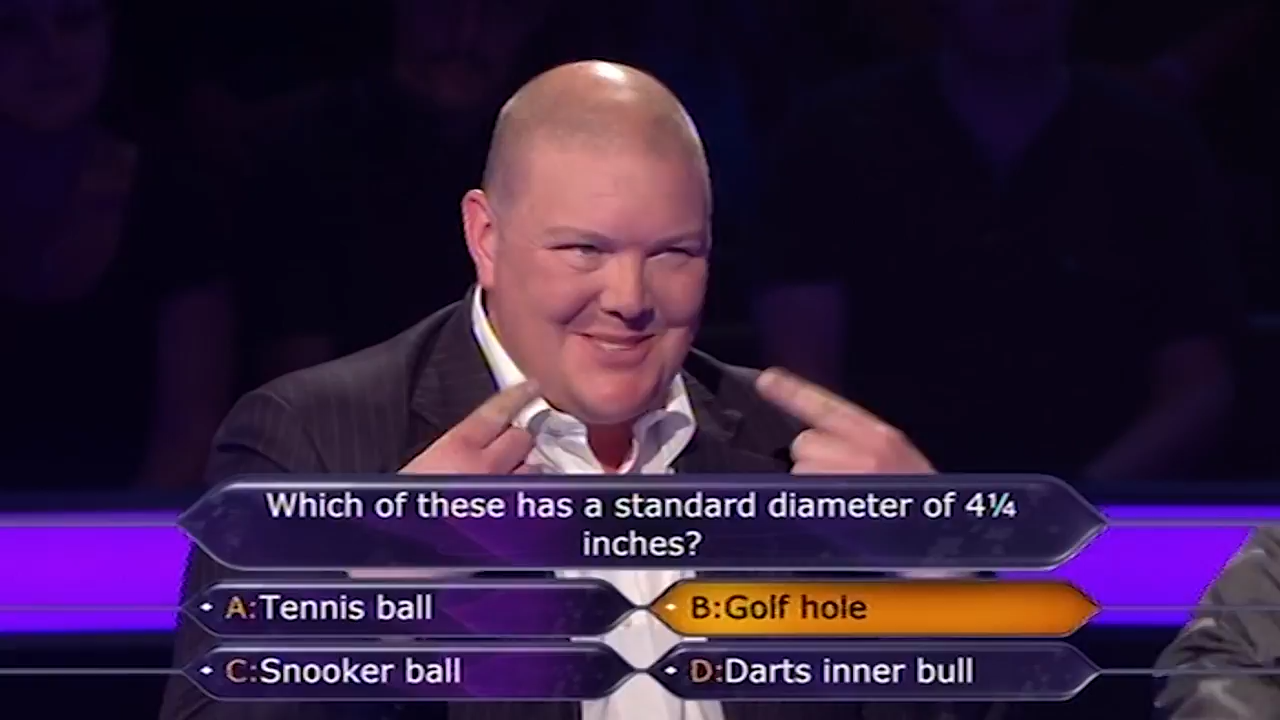 Which of these has a standard diameter of 4¼
inches?
A:Tennis ball
B:Golf hole
C:Snooker ball
D:Darts inner bull